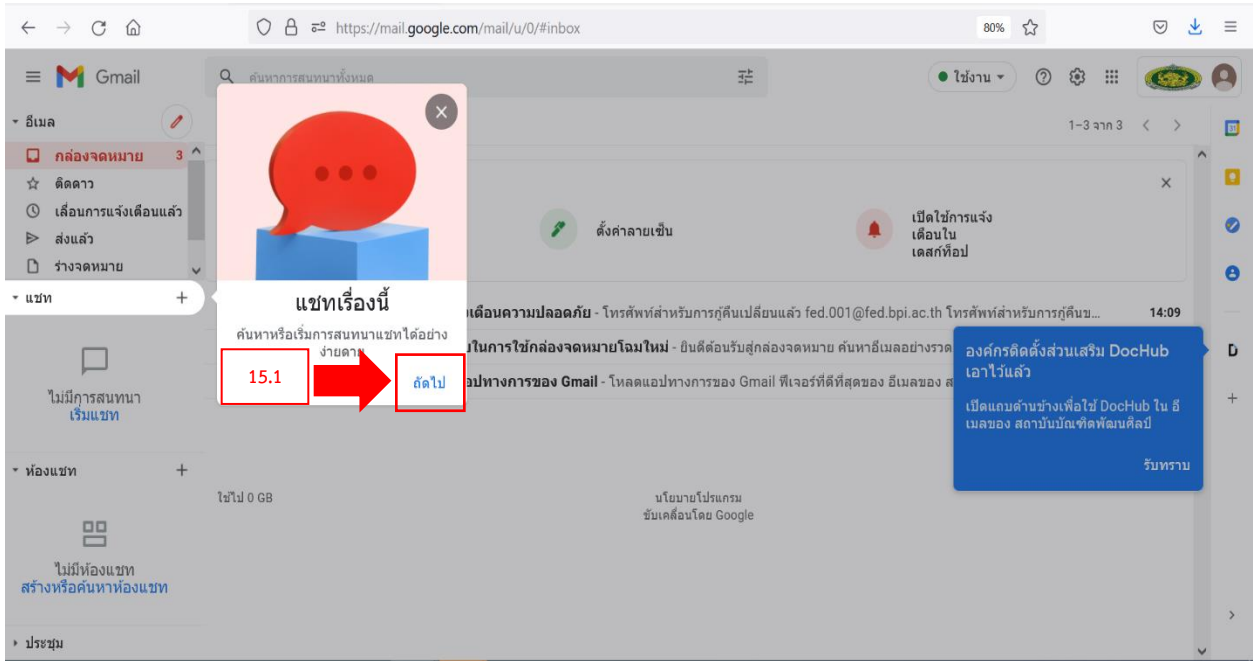 https://mail.google.com/mail/u/0/#inbox
80%
Gmail
ค้นหาการสนทนาทั้งหมด
ใช้งาน
อีเมล
1–3 จาก 3
กล่องจดหมาย 3
ติดดาว
เลื่อนการแจ้งเตือนแล้ว
ส่งแล้ว
ร่างจดหมาย
ตั้งค่าลายเซ็น
เปิดใช้การแจ้ง
เตือนใน
เดสก์ท็อป
แชท
แชทเรื่องนี้
ค้นหาหรือเริ่มการสนทนาแชทได้อย่าง
ง่ายดาย
15.1
ถัดไป
เตือนความปลอดภัย - โทรศัพท์สำหรับการกู้คืนเปลี่ยนแล้ว fed.001@fed.bpi.ac.th โทรศัพท์สำหรับการกู้คืนข... 14:09
ในการใช้กล่องจดหมายโฉมใหม่ - ยินดีต้อนรับสู่กล่องจดหมาย ค้นหาอีเมลอย่างรวด
อปทางการของ Gmail - โหลดแอปทางการของ Gmail ฟีเจอร์ที่ดีที่สุดของ อีเมลของ ส
องค์กรติดตั้งส่วนเสริม DocHub
เอาไว้แล้ว
เปิดแถบด้านข้างเพื่อใช้ DocHub ใน อี
เมลของ สถาบันบัณฑิตพัฒนศิลป์
รับทราบ
ไม่มีการสนทนา
เริ่มแชท
ห้องแชท
ใช้ไป 0 GB
นโยบายโปรแกรม
ขับเคลื่อนโดย Google
ไม่มีห้องแชท
สร้างหรือค้นหาห้องแชท
ประชุม